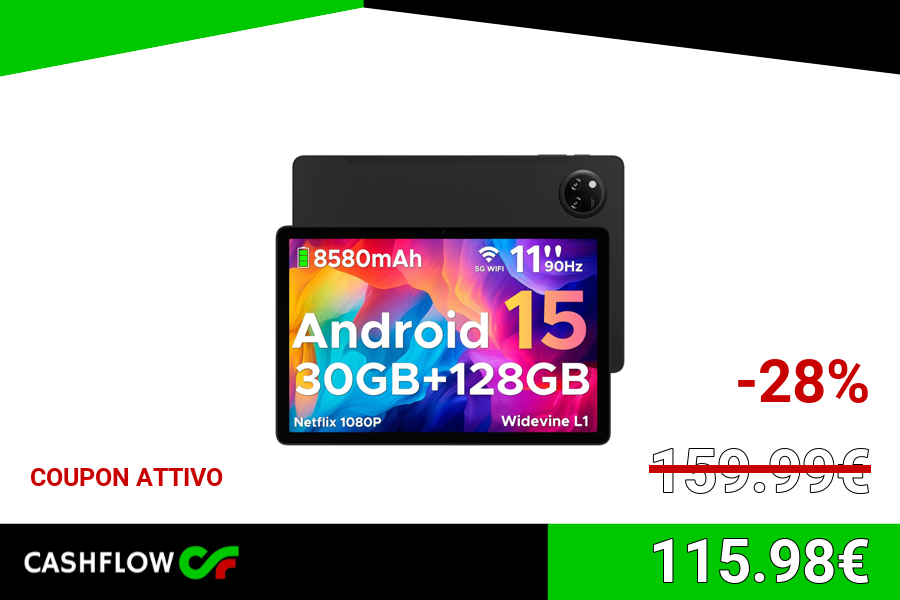 8580mAh
5G WIFI
11''
90Hz
Android 15
30GB+128GB
Netflix 1080P
Widevine L1
-28%
159.99€
COUPON ATTIVO
CASHFLOW
115.98€